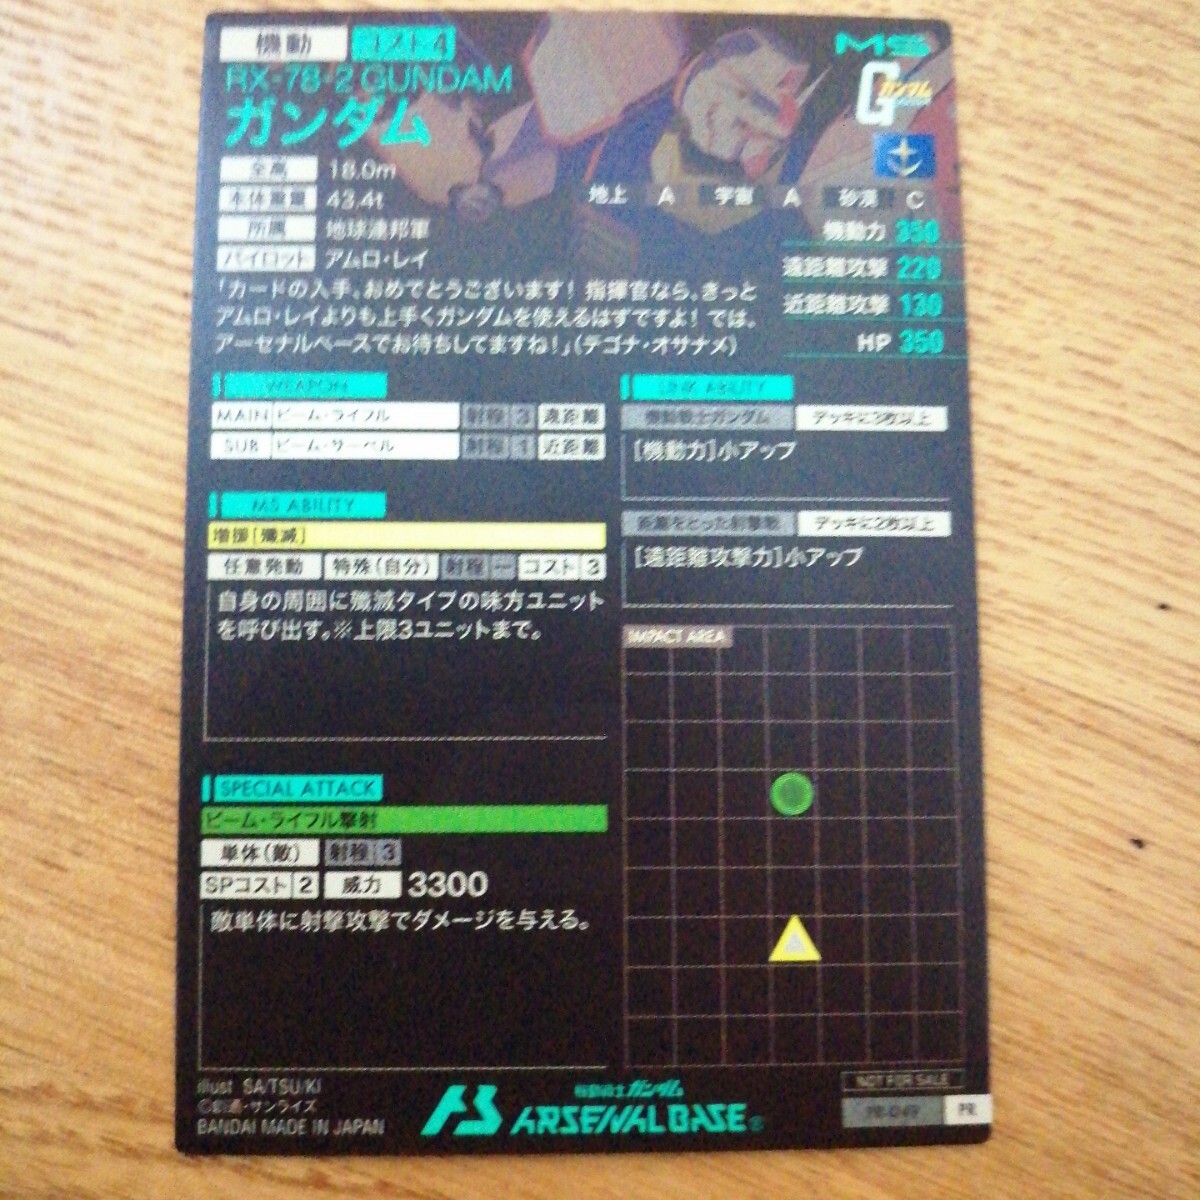 機動 コスト4 MS
RX-78-2 GUNDAM
ガンダム
ガンダム
全高 18.0m
本体重量 43.4t
所属 地球連邦軍
パイロット アムロ・レイ
地上 A 宇宙 A 砂漠 C
機動力 350
遠距離攻撃 220
近距離攻撃 130
HP 350
「カードの入手、おめでとうございます！指揮官なら、きっと
アムロ・レイよりも上手くガンダムを使えるはずですよ！では、
アーセナルベースでお待ちしてますね！」(デゴナ・オサナメ)
WEAPON
MAIN ビーム・ライフル 射程 3 遠距離
SUB ビーム・サーベル 射程 1 近距離
MS ABILITY
増援［殲滅］
任意発動 特殊(自分) 射程 ー コスト 3
自身の周囲に殲滅タイプの味方ユニット
を呼び出す。※上限3ユニットまで。
SPECIAL ATTACK
ビーム・ライフル撃射
単体(敵) 射程 3
SPコスト 2 威力 3300
敵単体に射撃攻撃でダメージを与える。
LINK ABILITY
機動戦士ガンダム デッキに3枚以上
［機動力］小アップ
距離をとった射撃戦 デッキに2枚以上
［遠距離攻撃力］小アップ
IMPACT AREA
illust SA/TSU/KI
©創通・サンライズ
BANDAI MADE IN JAPAN
機動戦士ガンダム
ARSENAL BASE®
NOT FOR SALE
PR-049 PR